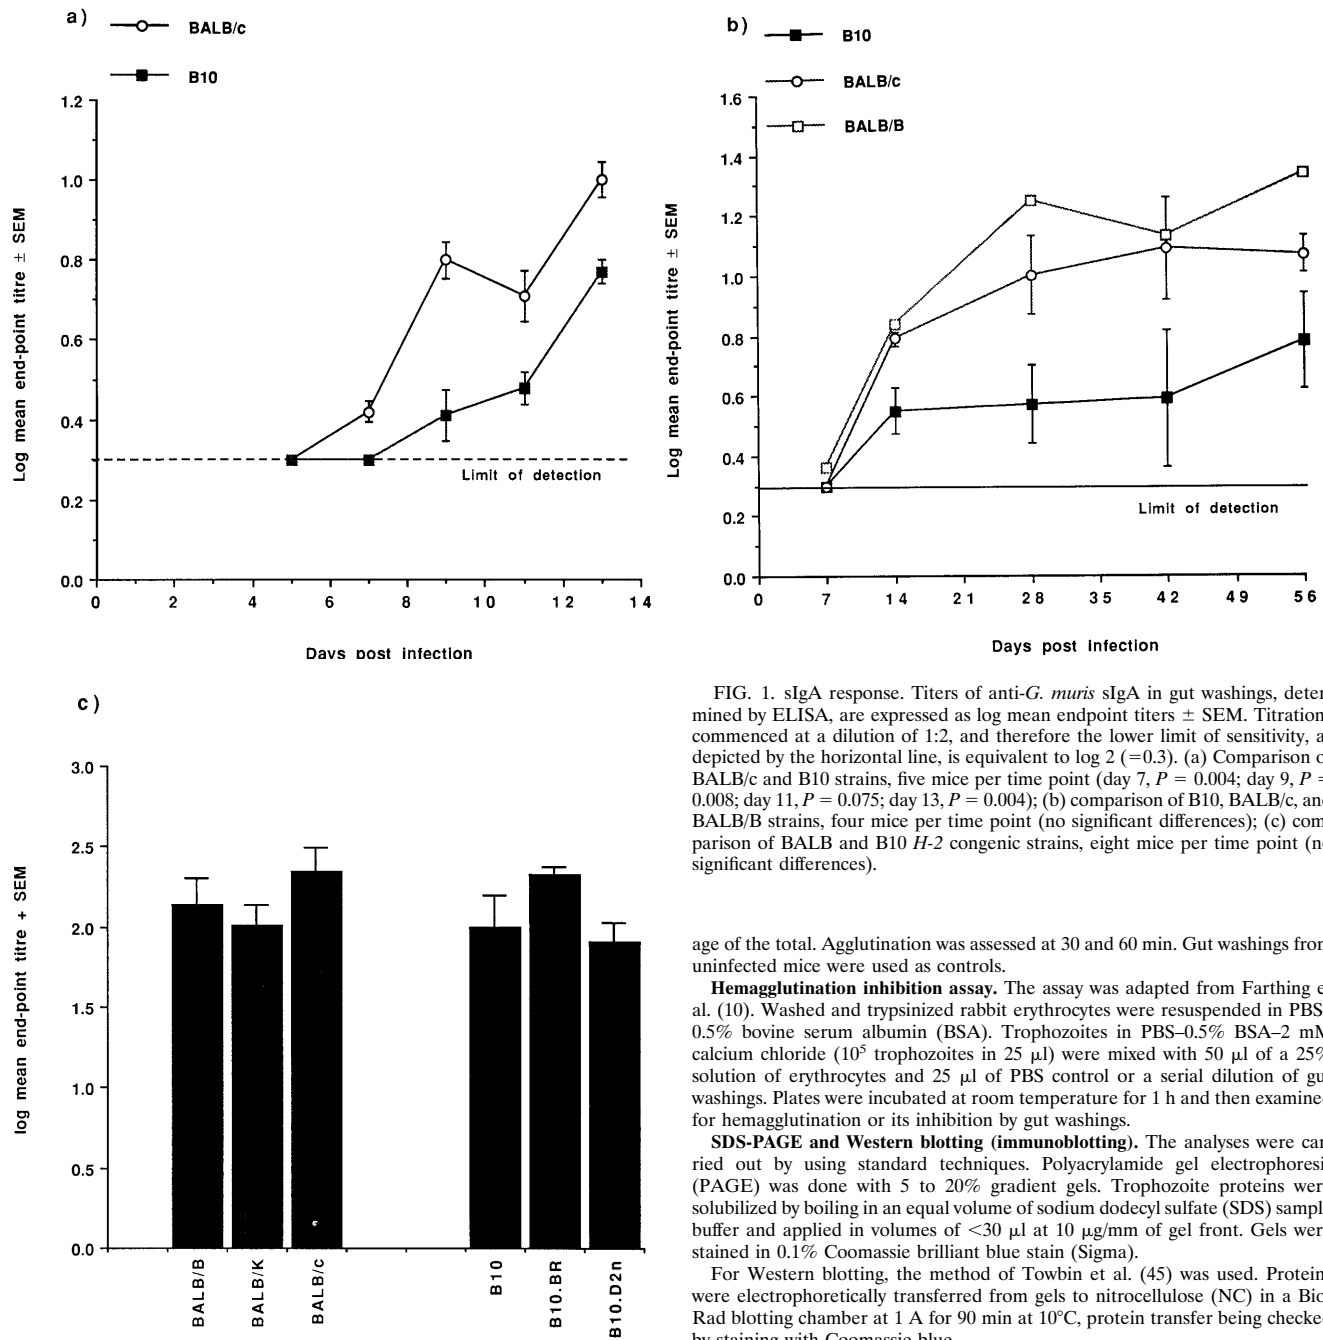 a)
BALB/c
B10
1.2
1.0
0.8
0.6
0.4
0.2
0.0
Log mean end-point titre ± SEM
Limit of detection
0 2 4 6 8 10 12 14
Days post infection
b)
B10
BALB/c
BALB/B
1.6
1.4
1.2
1.0
0.8
0.6
0.4
0.2
0.0
Log mean end-point titre ± SEM
Limit of detection
0 7 14 21 28 35 42 49 56
Days post infection
c)
3.0
2.5
2.0
1.5
1.0
0.5
0.0
log mean end-point titre + SEM
BALB/B
BALB/K
BALB/c
B10
B10.BR
B10.D2n
FIG. 1. sIgA response. Titers of anti-G. muris sIgA in gut washings, deter
mined by ELISA, are expressed as log mean endpoint titers ± SEM. Titration
commenced at a dilution of 1:2, and therefore the lower limit of sensitivity, a
depicted by the horizontal line, is equivalent to log 2 (=0.3). (a) Comparison o
BALB/c and B10 strains, five mice per time point (day 7, P = 0.004; day 9, P =
0.008; day 11, P = 0.075; day 13, P = 0.004); (b) comparison of B10, BALB/c, and
BALB/B strains, four mice per time point (no significant differences); (c) com
parison of BALB and B10 H-2 congenic strains, eight mice per time point (no
significant differences).
age of the total. Agglutination was assessed at 30 and 60 min. Gut washings from
uninfected mice were used as controls.
Hemagglutination inhibition assay. The assay was adapted from Farthing e
al. (10). Washed and trypsinized rabbit erythrocytes were resuspended in PBS
0.5% bovine serum albumin (BSA). Trophozoites in PBS–0.5% BSA–2 mM
calcium chloride (10⁵ trophozoites in 25 μl) were mixed with 50 μl of a 25%
solution of erythrocytes and 25 μl of PBS control or a serial dilution of gu
washings. Plates were incubated at room temperature for 1 h and then examine
for hemagglutination or its inhibition by gut washings.
SDS-PAGE and Western blotting (immunoblotting). The analyses were car
ried out by using standard techniques. Polyacrylamide gel electrophoresi
(PAGE) was done with 5 to 20% gradient gels. Trophozoite proteins wer
solubilized by boiling in an equal volume of sodium dodecyl sulfate (SDS) sampl
buffer and applied in volumes of <30 μl at 10 μg/mm of gel front. Gels wer
stained in 0.1% Coomassie brilliant blue stain (Sigma).
For Western blotting, the method of Towbin et al. (45) was used. Protein
were electrophoretically transferred from gels to nitrocellulose (NC) in a Bio
Rad blotting chamber at 1 A for 90 min at 10°C, protein transfer being checke
by staining with Coomassie blue